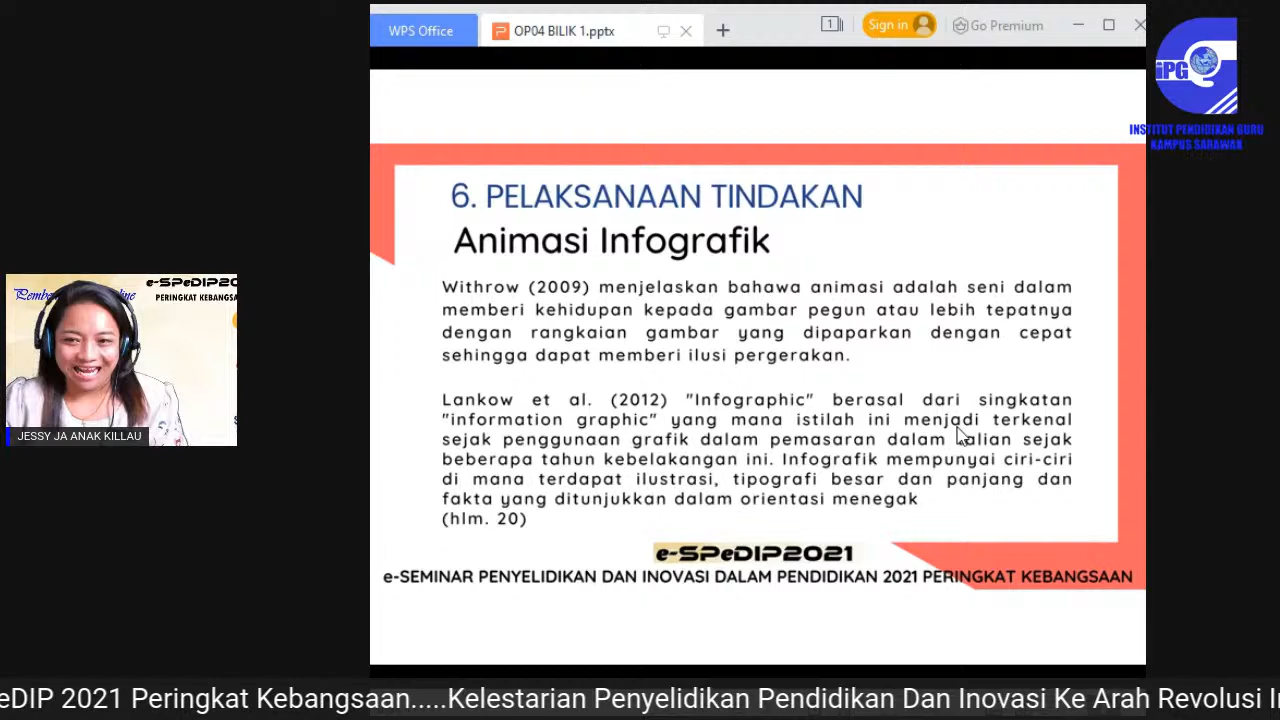 WPS Office
OP04 BILIK 1.pptx
1
Sign in
Go Premium
iPG
INSTITUT PENDIDIKAN GURU
KAMPUS SARAWAK
6. PELAKSANAAN TINDAKAN
Animasi Infografik
Withrow (2009) menjelaskan bahawa animasi adalah seni dalam
memberi kehidupan kepada gambar pegun atau lebih tepatnya
dengan rangkaian gambar yang dipaparkan dengan cepat
sehingga dapat memberi ilusi pergerakan.
Lankow et al. (2012) "Infographic" berasal dari singkatan
"information graphic" yang mana istilah ini menjadi terkenal
sejak penggunaan grafik dalam pemasaran dalam talian sejak
beberapa tahun kebelakangan ini. Infografik mempunyai ciri-ciri
di mana terdapat ilustrasi, tipografi besar dan panjang dan
fakta yang ditunjukkan dalam orientasi menegak
(hlm. 20)
e-SPeDIP2021
e-SEMINAR PENYELIDIKAN DAN INOVASI DALAM PENDIDIKAN 2021 PERINGKAT KEBANGSAAN
e-SPeDIP20
PERINGKAT KEBANGSA
JESSY JA ANAK KILLAU
eDIP 2021 Peringkat Kebangsaan.....Kelestarian Penyelidikan Pendidikan Dan Inovasi Ke Arah Revolusi I